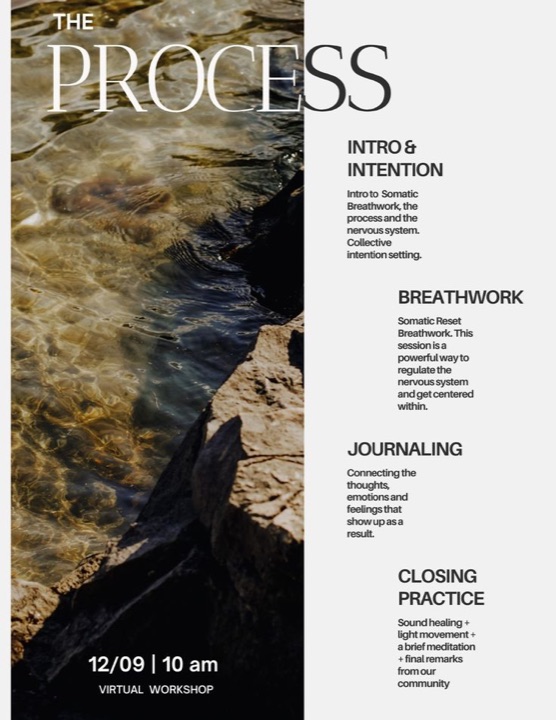 THE
PROCESS
INTRO &
INTENTION
Intro to Somatic
Breathwork, the
process and the
nervous system.
Collective
intention setting.
BREATHWORK
Somatic Reset
Breathwork. This
session is a
powerful way to
regulate the
nervous system
and get centered
within.
JOURNALING
Connecting the
thoughts,
emotions and
feelings that
show up as a
result.
CLOSING
PRACTICE
Sound healing +
light movement +
a brief meditation
+ final remarks
from our
community
12/09 | 10 am
VIRTUAL WORKSHOP